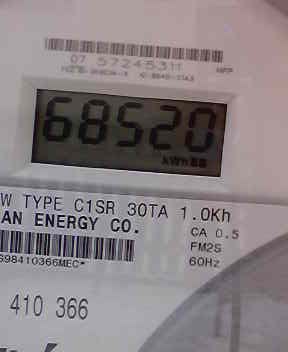 07 57245311
68520
kWh
W TYPE C1SR 30TA 1.0Kh
AN ENERGY CO.
CA 0.5
FM2S
60Hz
698410366MEC*
410 366